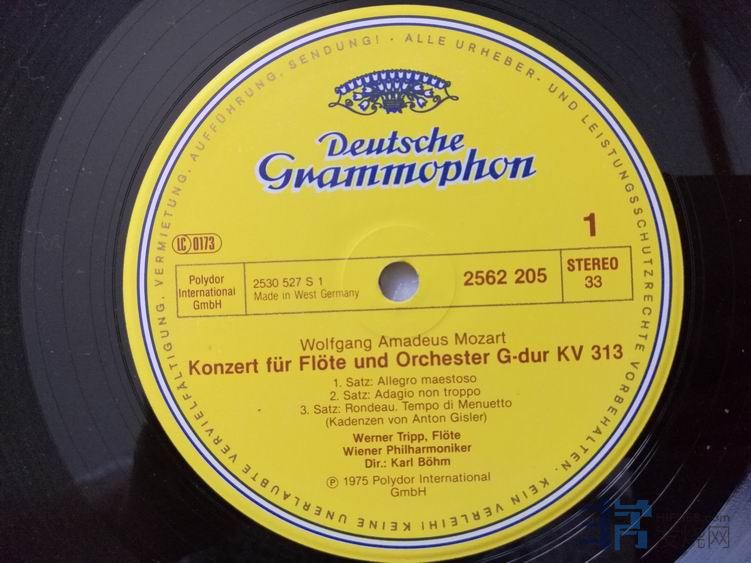 ALLE URHEBER- UND LEISTUNGSSCHUTZRECHTE VORBEHALTEN. KEIN VERLEIH! KEINE UNERLAUBTE VERVIELFÄLTIGUNG, VERMIETUNG, AUFFÜHRUNG, SENDUNG!
Deutsche
Grammophon
1
LC 0173
Polydor
International
GmbH
2530 527 S 1
Made in West Germany
2562 205
STEREO
33
Wolfgang Amadeus Mozart
Konzert für Flöte und Orchester G-dur KV 313
1. Satz: Allegro maestoso
2. Satz: Adagio non troppo
3. Satz: Rondeau. Tempo di Menuetto
(Kadenzen von Anton Gisler)
Werner Tripp, Flöte
Wiener Philharmoniker
Dir.: Karl Böhm
℗ 1975 Polydor International
GmbH